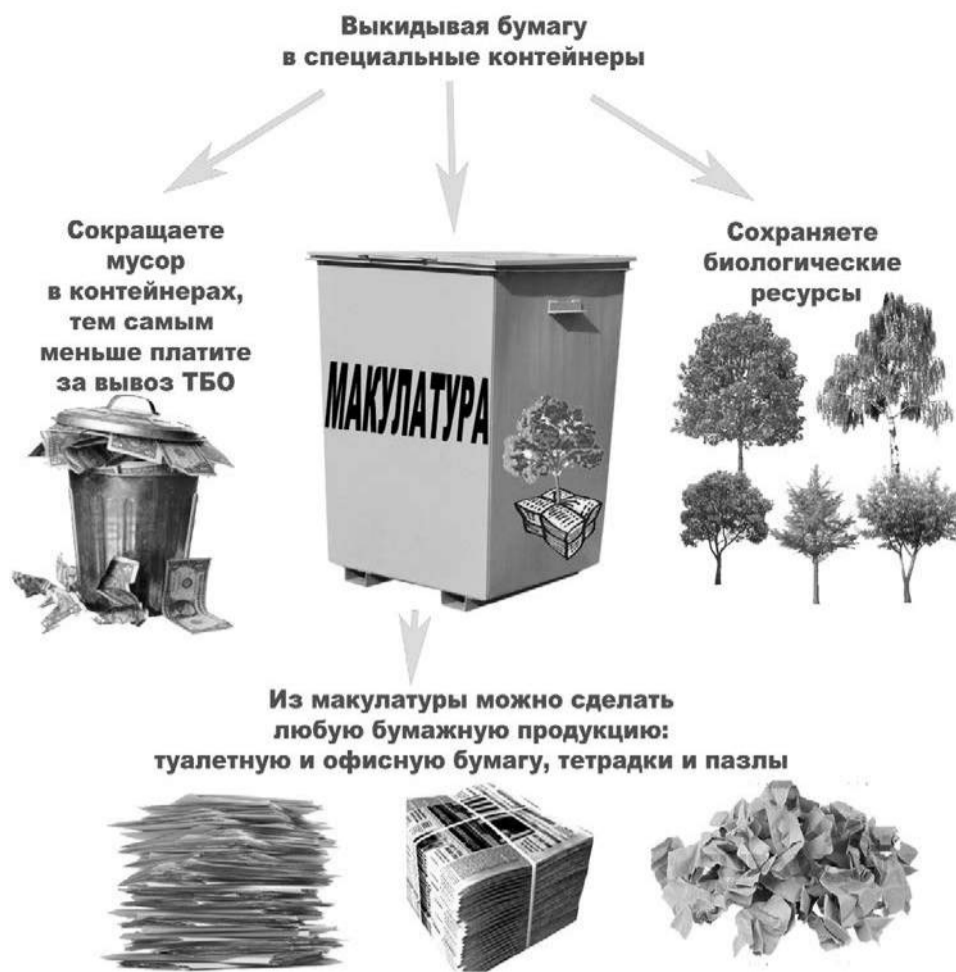 Выкидывая бумагу
в специальные контейнеры
Сокращаете
мусор
в контейнерах,
тем самым
меньше платите
за вывоз ТБО
МАКУЛАТУРА
Сохраняете
биологические
ресурсы
Из макулатуры можно сделать
любую бумажную продукцию:
туалетную и офисную бумагу, тетрадки и пазлы